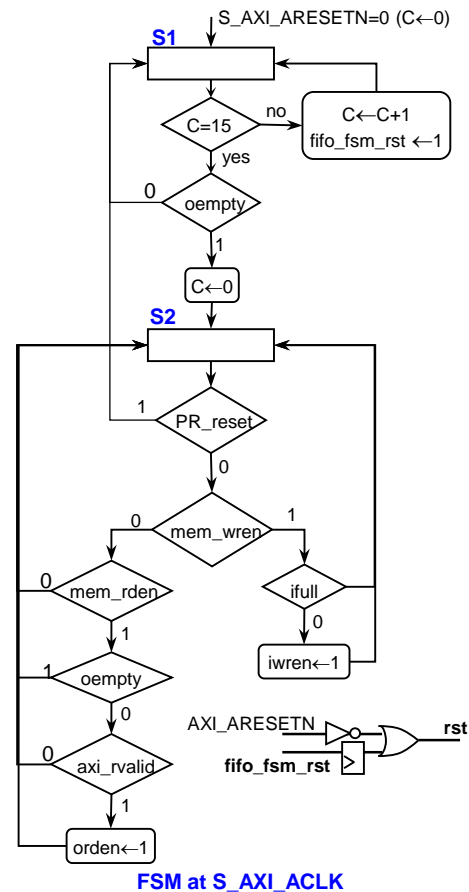 S_AXI_ARESETN=0 (C←0)
S1
C=15
no
C←C+1
fifo_fsm_rst ←1
yes
0
oempty
1
C←0
S2
1
PR_reset
0
0
mem_wren
1
0
mem_rden
ifull
1
0
1
oempty
iwren←1
0
AXI_ARESETN
rst
0
axi_rvalid
fifo_fsm_rst
1
orden←1
FSM at S_AXI_ACLK